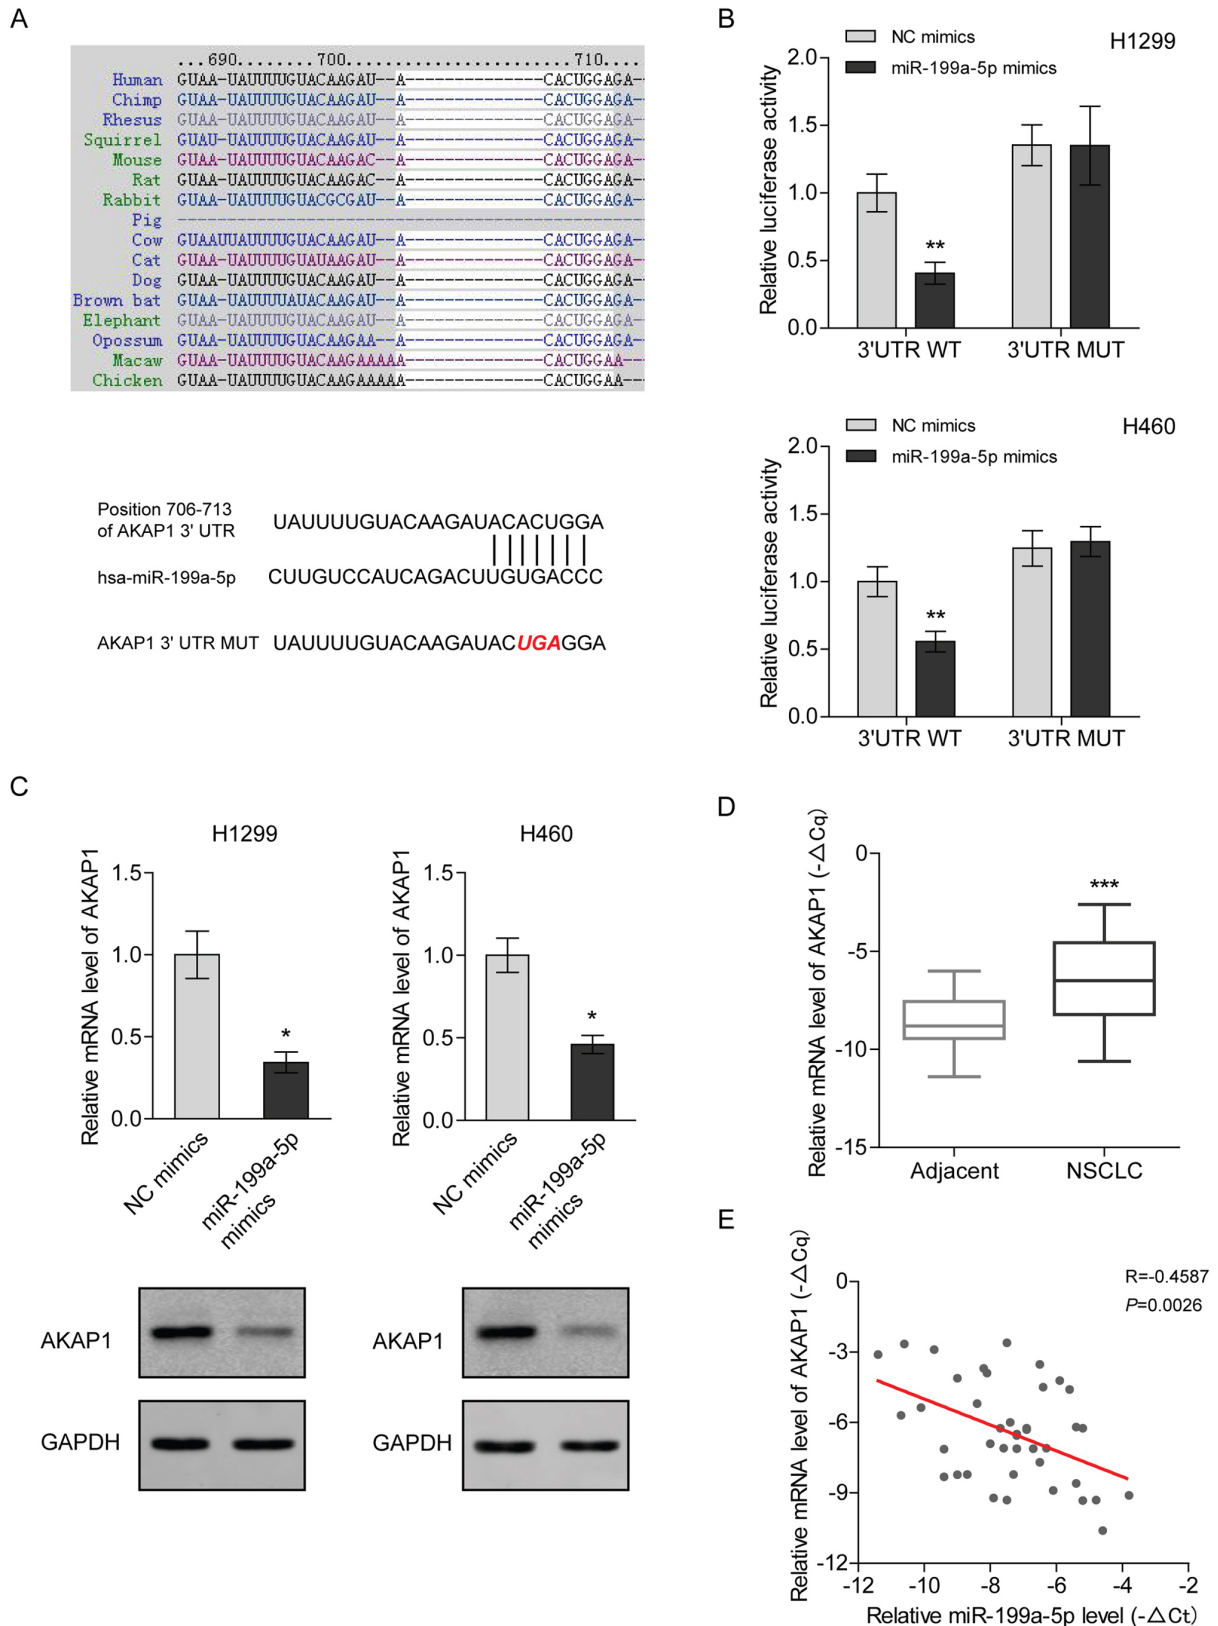 A
...690.........700....................710....
Human GUAA-UAUUUUGUACAAGAU--A-----------------CACUGGAGA--
Chimp GUAA-UAUUUUGUACAAGAU--A-----------------CACUGGAGA--
Rhesus GUAA-UAUUUUGUACAAGAU--A-----------------CACUGGAGA--
Squirrel GUAU-UAUUUUGUACAAGAU--A-----------------CACUGGAGA--
Mouse GUAA-UAUUUUGUACAAGAC--A-----------------CACUGGAGA--
Rat GUAA-UAUUUUGUACAAGAC--A-----------------CACUGGAGA--
Rabbit GUAA-UAUUUUGUACGCGAU--A-----------------CACUGGAGA--
Pig --------------------------------------------------
Cow GUAAUUAUUUUGUACAAGAU--A-----------------CACUGGAGA--
Cat GUAA-UAUUUUGUAUAAGAU--A-----------------CACUGGAGA--
Dog GUAA-UAUUUUGUACAAGAU--A-----------------CACUGGAGA--
Brown bat GUAA-UAUUUUAUACAAGAU--A-----------------CACUGGAGA--
Elephant GUAA-UAUUUUGUACAAGAU--A-----------------CACUGGAGA--
Opossum GUAA-UAUUUUGUACAAGAA--A-----------------CACUGGAGA--
Macaw GUAA-UAUUUUGUACAAGAAAAA-----------------CACUGGAA---
Chicken GUAA-UAUUUUGUACAAGAAAAA-----------------CACUGGAA---
Position 706-713
of AKAP1 3' UTR
UAUUUUGUACAAGAUACACUGGA
hsa-miR-199a-5p CUUGUCCAUCAGACUUGUGACCC
AKAP1 3' UTR MUT UAUUUUGUACAAGAUACUGAGGA
B
H1299
NC mimics
miR-199a-5p mimics
Relative luciferase activity
2.0
1.5
1.0
0.5
0.0
**
3'UTR WT 3'UTR MUT
H460
NC mimics
miR-199a-5p mimics
Relative luciferase activity
2.0
1.5
1.0
0.5
0.0
**
3'UTR WT 3'UTR MUT
C
H1299
Relative mRNA level of AKAP1
1.5
1.0
0.5
0.0
*
NC mimics
miR-199a-5p
mimics
H460
Relative mRNA level of AKAP1
1.5
1.0
0.5
0.0
*
NC mimics
miR-199a-5p
mimics
AKAP1
GAPDH
AKAP1
GAPDH
D
Relative mRNA level of AKAP1 (-△Cq)
0
-5
-10
-15
***
Adjacent NSCLC
E
Relative mRNA level of AKAP1 (-△Cq)
R=-0.4587
P=0.0026
0
-3
-6
-9
-12
-12 -10 -8 -6 -4 -2
Relative miR-199a-5p level (-△Ct)